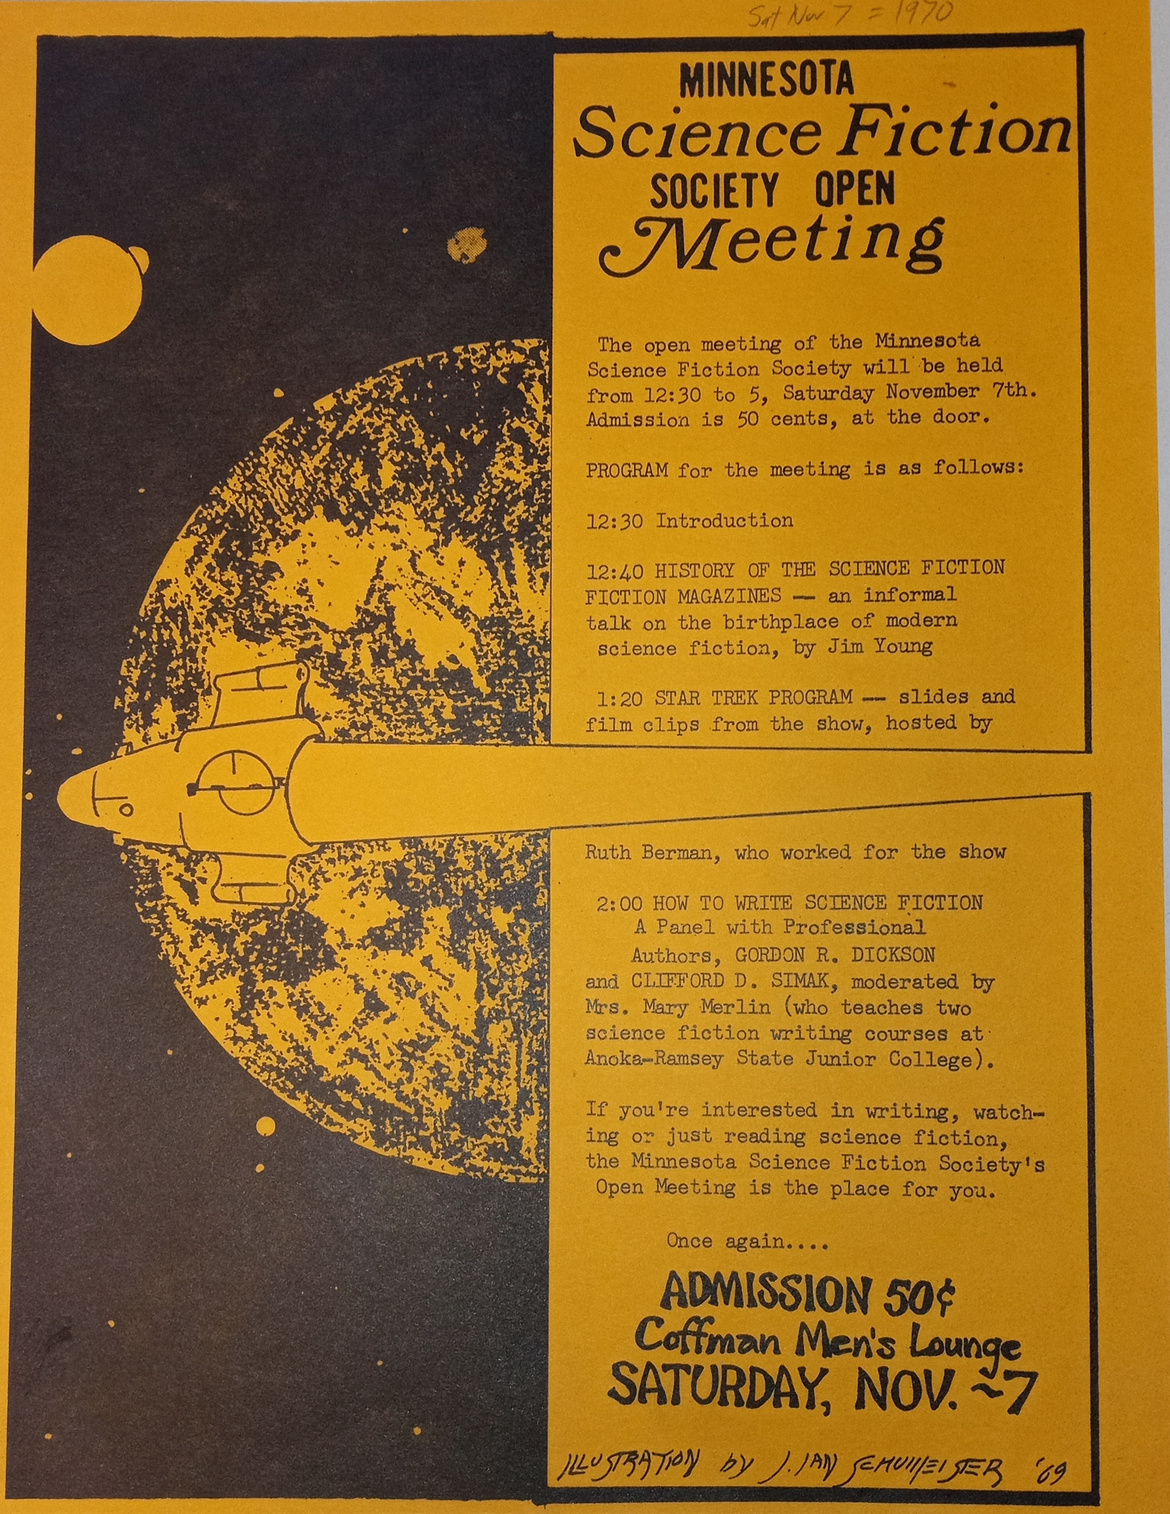 Sat Nov 7 = 1970
MINNESOTA
Science Fiction
SOCIETY OPEN
Meeting
The open meeting of the Minnesota
Science Fiction Society will be held
from 12:30 to 5, Saturday November 7th.
Admission is 50 cents, at the door.
PROGRAM for the meeting is as follows:
12:30 Introduction
12:40 HISTORY OF THE SCIENCE FICTION
FICTION MAGAZINES — an informal
talk on the birthplace of modern
science fiction, by Jim Young
1:20 STAR TREK PROGRAM — slides and
film clips from the show, hosted by
Ruth Berman, who worked for the show
2:00 HOW TO WRITE SCIENCE FICTION
A Panel with Professional
Authors, GORDON R. DICKSON
and CLIFFORD D. SIMAK, moderated by
Mrs. Mary Merlin (who teaches two
science fiction writing courses at
Anoka-Ramsey State Junior College).
If you're interested in writing, watch-
ing or just reading science fiction,
the Minnesota Science Fiction Society's
Open Meeting is the place for you.
Once again....
ADMISSION 50¢
Coffman Men's Lounge
SATURDAY, NOV. ~7
ILLUSTRATION by J. IAN SCHUMEISTER '69